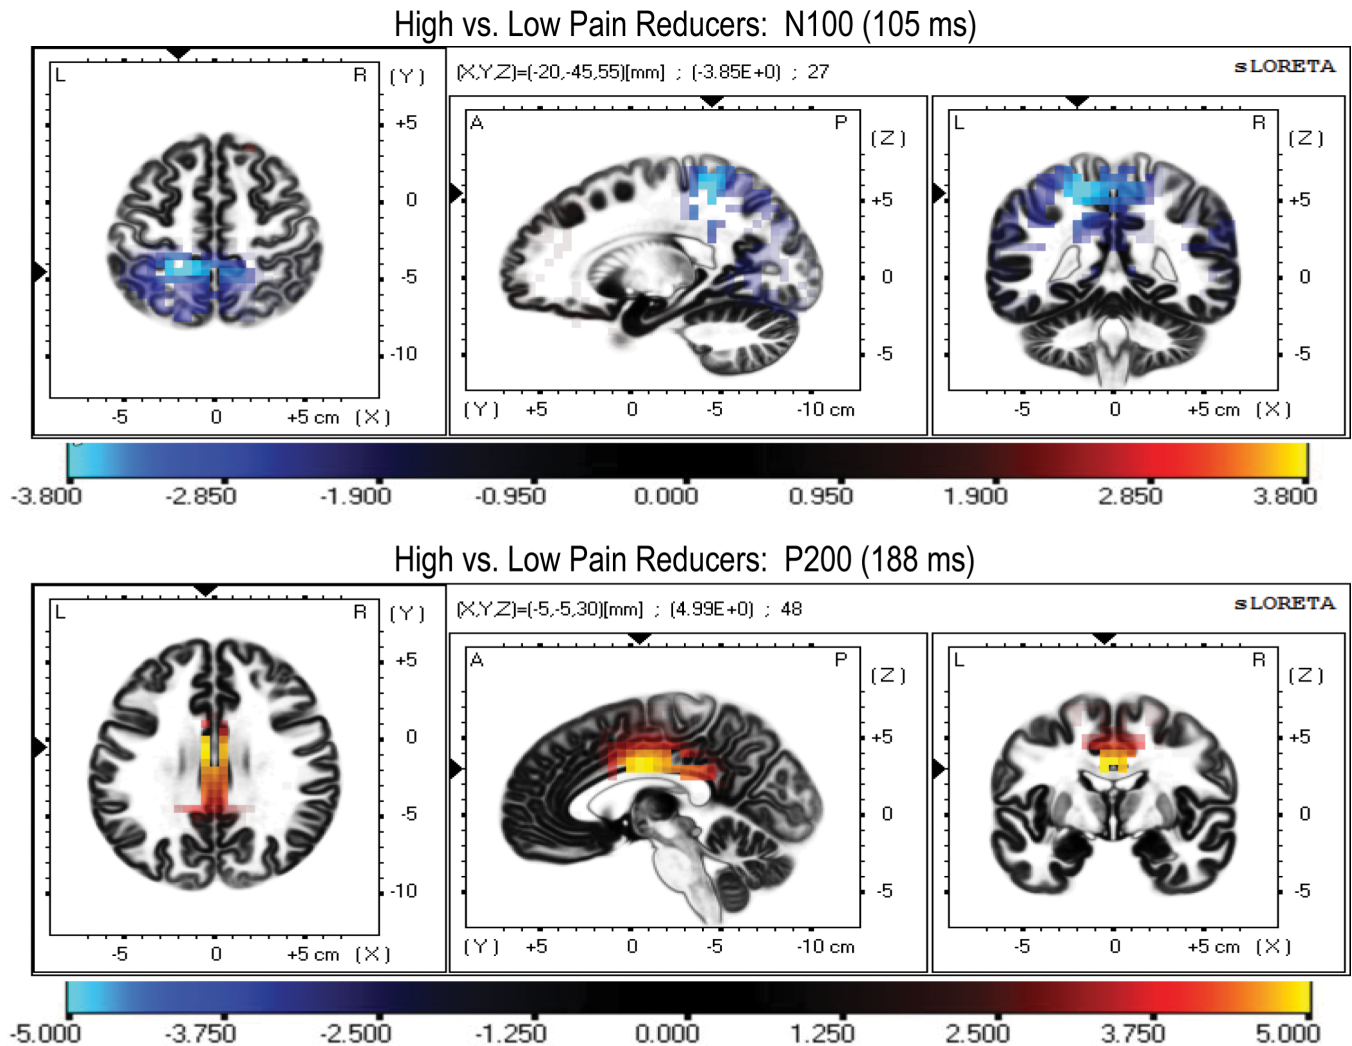 High vs. Low Pain Reducers: N100 (105 ms)
(X,Y,Z)=(-20,-45,55)[mm] ; (-3.85E+0) ; 27
sLORETA
L R (Y)
+5
0
-5
-10
-5 0 +5 cm (X)
A P (Z)
+5
0
-5
(Y) +5 0 -5 -10 cm
L R (Z)
+5
0
-5
-5 0 +5 cm (X)
-3.800 -2.850 -1.900 -0.950 0.000 0.950 1.900 2.850 3.800
High vs. Low Pain Reducers: P200 (188 ms)
(X,Y,Z)=(-5,-5,30)[mm] ; (4.99E+0) ; 48
sLORETA
L R (Y)
+5
0
-5
-10
-5 0 +5 cm (X)
A P (Z)
+5
0
-5
(Y) +5 0 -5 -10 cm
L R (Z)
+5
0
-5
-5 0 +5 cm (X)
-5.000 -3.750 -2.500 -1.250 0.000 1.250 2.500 3.750 5.000